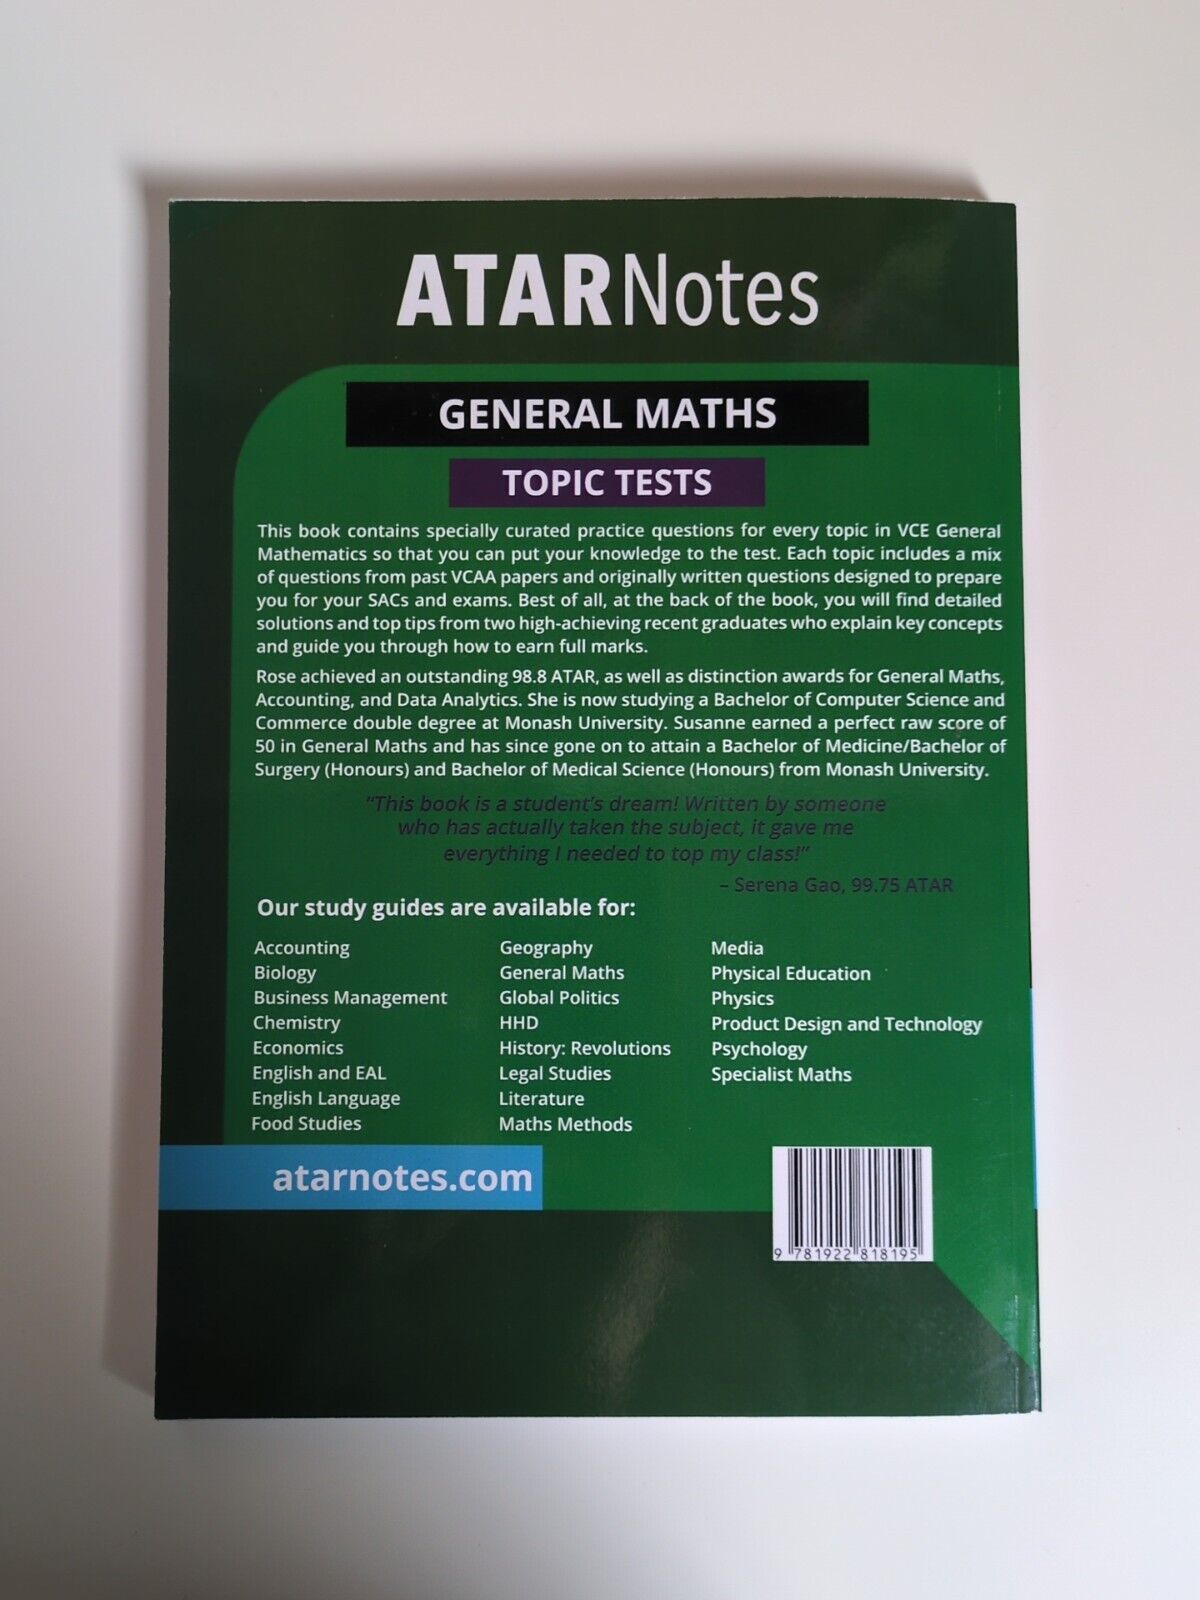 ATARNotes
GENERAL MATHS
TOPIC TESTS
This book contains specially curated practice questions for every topic in VCE General
Mathematics so that you can put your knowledge to the test. Each topic includes a mix
of questions from past VCAA papers and originally written questions designed to prepare
you for your SACs and exams. Best of all, at the back of the book, you will find detailed
solutions and top tips from two high-achieving recent graduates who explain key concepts
and guide you through how to earn full marks.
Rose achieved an outstanding 98.8 ATAR, as well as distinction awards for General Maths,
Accounting, and Data Analytics. She is now studying a Bachelor of Computer Science and
Commerce double degree at Monash University. Susanne earned a perfect raw score of
50 in General Maths and has since gone on to attain a Bachelor of Medicine/Bachelor of
Surgery (Honours) and Bachelor of Medical Science (Honours) from Monash University.
"This book is a student's dream! Written by someone
who has actually taken the subject, it gave me
everything I needed to top my class!"
– Serena Gao, 99.75 ATAR
Our study guides are available for:
Accounting
Biology
Business Management
Chemistry
Economics
English and EAL
English Language
Food Studies
Geography
General Maths
Global Politics
HHD
History: Revolutions
Legal Studies
Literature
Maths Methods
Media
Physical Education
Physics
Product Design and Technology
Psychology
Specialist Maths
atarnotes.com
9 781922 818195